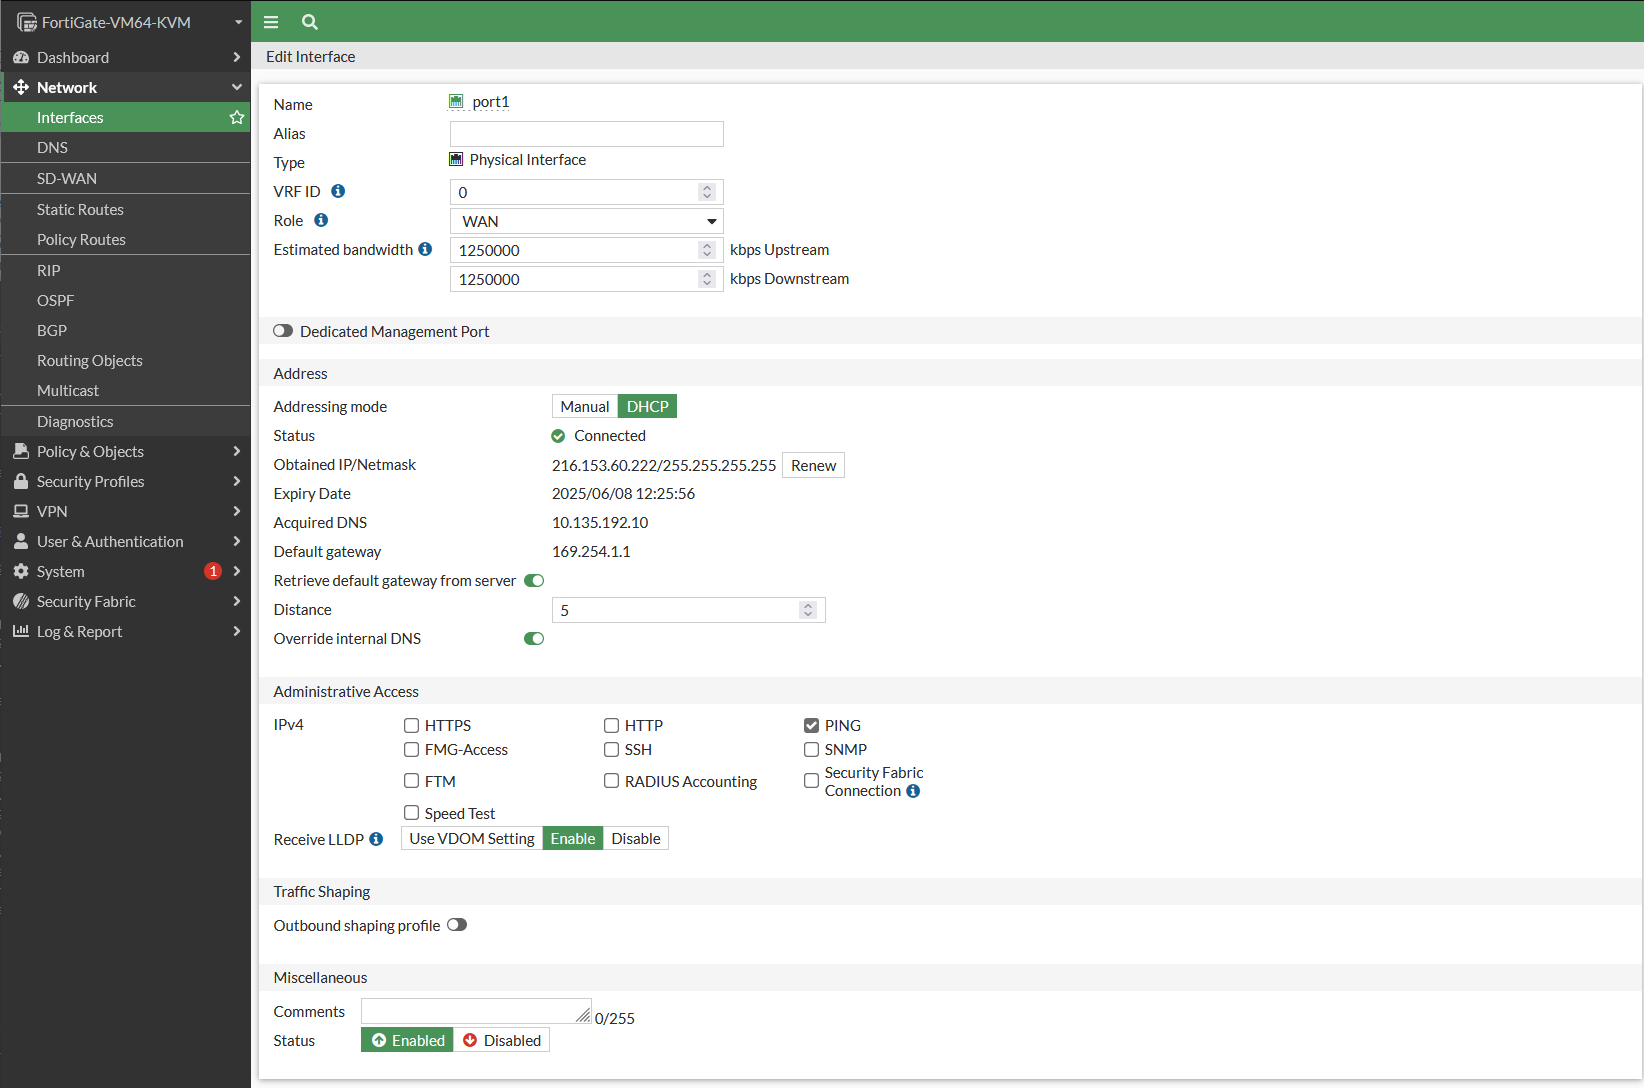 FortiGate-VM64-KVM
Dashboard
Network
Interfaces
DNS
SD-WAN
Static Routes
Policy Routes
RIP
OSPF
BGP
Routing Objects
Multicast
Diagnostics
Policy & Objects
Security Profiles
VPN
User & Authentication
System 1
Security Fabric
Log & Report
Edit Interface
Name port1
Alias
Type Physical Interface
VRF ID 0
Role WAN
Estimated bandwidth 1250000 kbps Upstream
1250000 kbps Downstream
Dedicated Management Port
Address
Addressing mode Manual DHCP
Status Connected
Obtained IP/Netmask 216.153.60.222/255.255.255.255 Renew
Expiry Date 2025/06/08 12:25:56
Acquired DNS 10.135.192.10
Default gateway 169.254.1.1
Retrieve default gateway from server
Distance 5
Override internal DNS
Administrative Access
IPv4 HTTPS HTTP PING
FMG-Access SSH SNMP
FTM RADIUS Accounting Security Fabric
Connection
Speed Test
Receive LLDP Use VDOM Setting Enable Disable
Traffic Shaping
Outbound shaping profile
Miscellaneous
Comments 0/255
Status Enabled Disabled